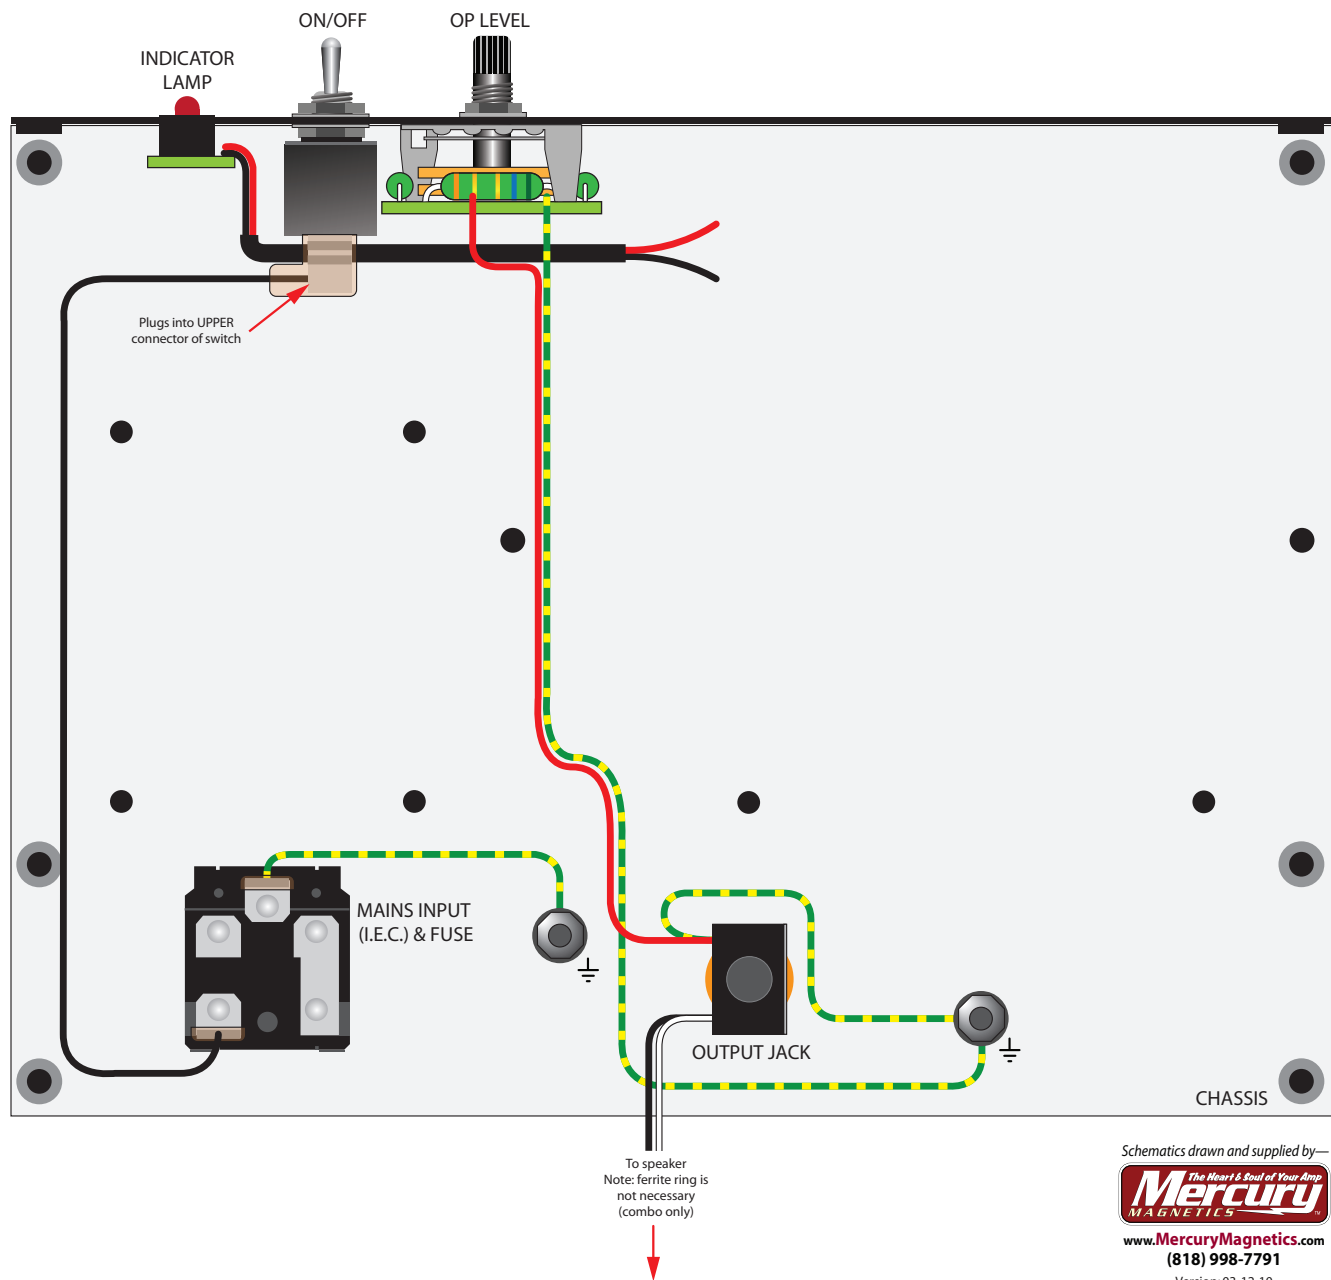 ON/OFF
OP LEVEL
INDICATOR
LAMP
Plugs into UPPER
connector of switch
MAINS INPUT
(I.E.C.) & FUSE
OUTPUT JACK
CHASSIS
To speaker
Note: ferrite ring is
not necessary
(combo only)
Schematics drawn and supplied by—
The Heart & Soul of Your Amp
Mercury
MAGNETICS™
www.MercuryMagnetics.com
(818) 998-7791